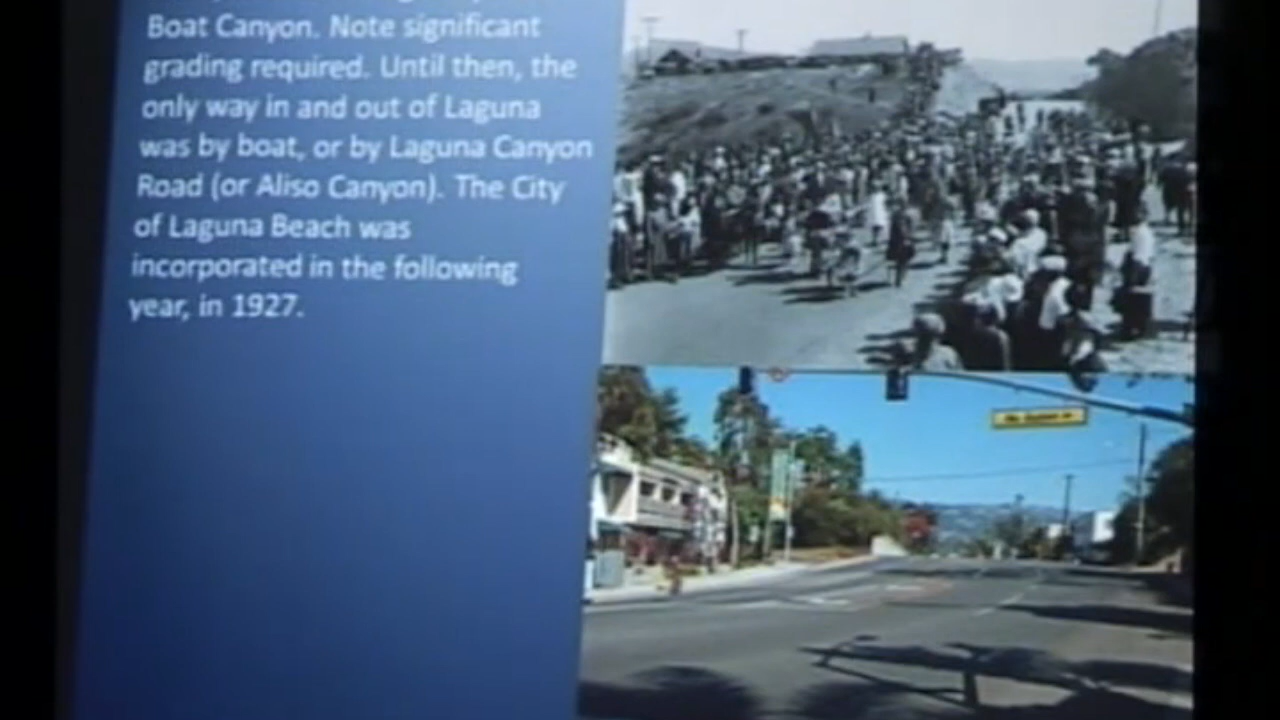 Boat Canyon. Note significant
grading required. Until then, the
only way in and out of Laguna
was by boat, or by Laguna Canyon
Road (or Aliso Canyon). The City
of Laguna Beach was
incorporated in the following
year, in 1927.